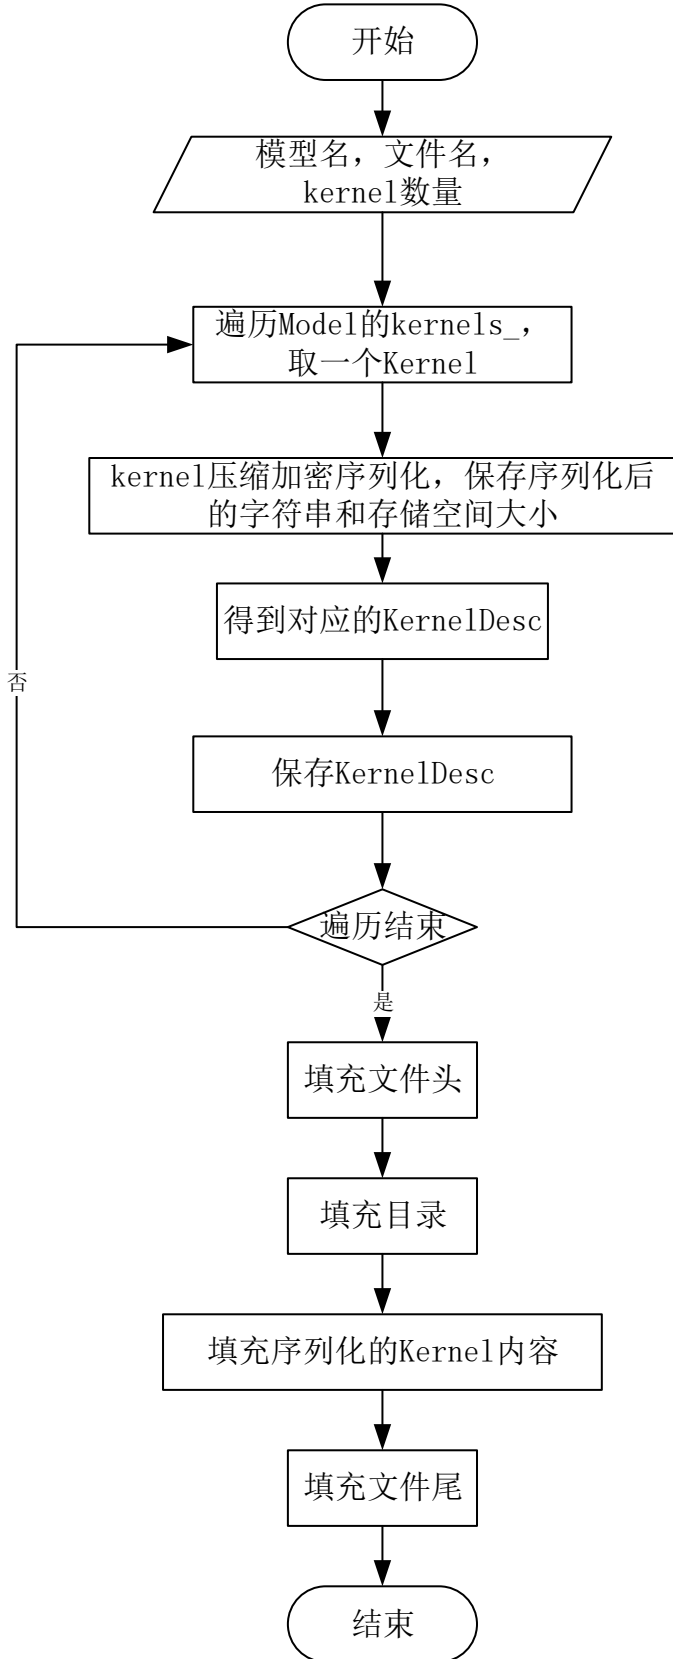 开始
模型名，文件名，
kernel数量
遍历Model的kernels_，
取一个Kernel
kernel压缩加密序列化，保存序列化后
的字符串和存储空间大小
得到对应的KernelDesc
否
保存KernelDesc
遍历结束
是
填充文件头
填充目录
填充序列化的Kernel内容
填充文件尾
结束